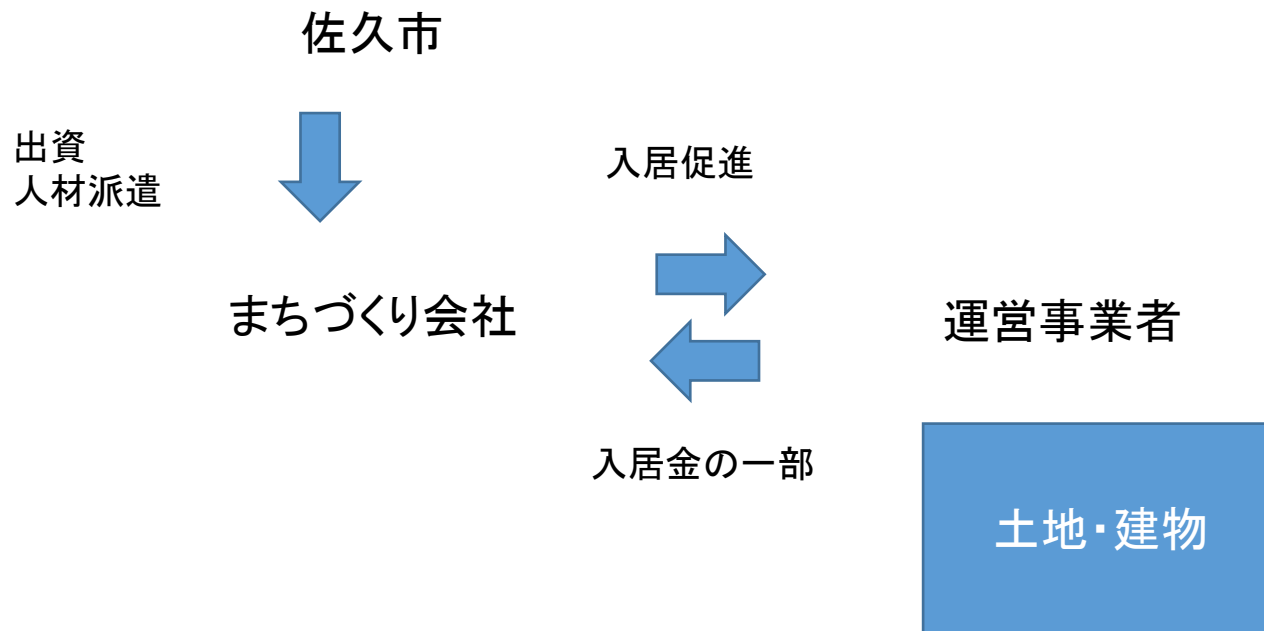 佐久市
出資
人材派遣
入居促進
まちづくり会社
運営事業者
入居金の一部
土地・建物